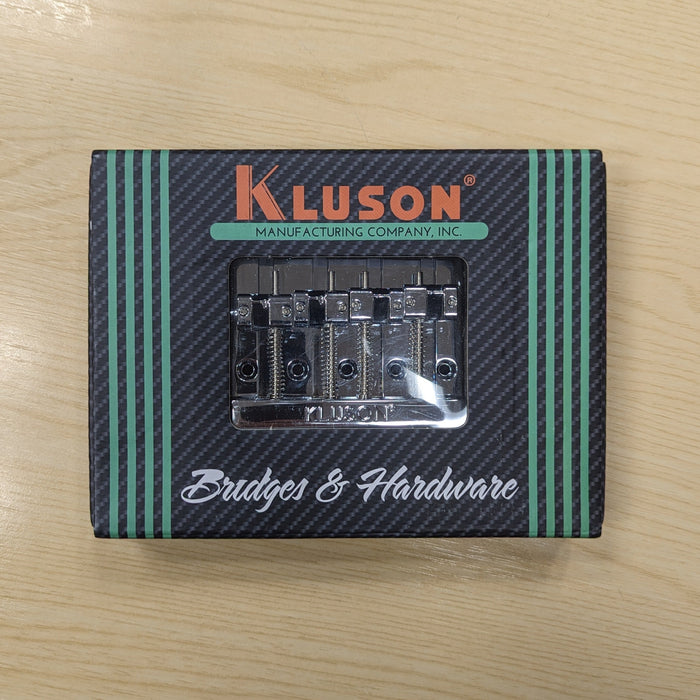 KLUSON®
MANUFACTURING COMPANY, INC.
KLUSON®
Bridges & Hardware